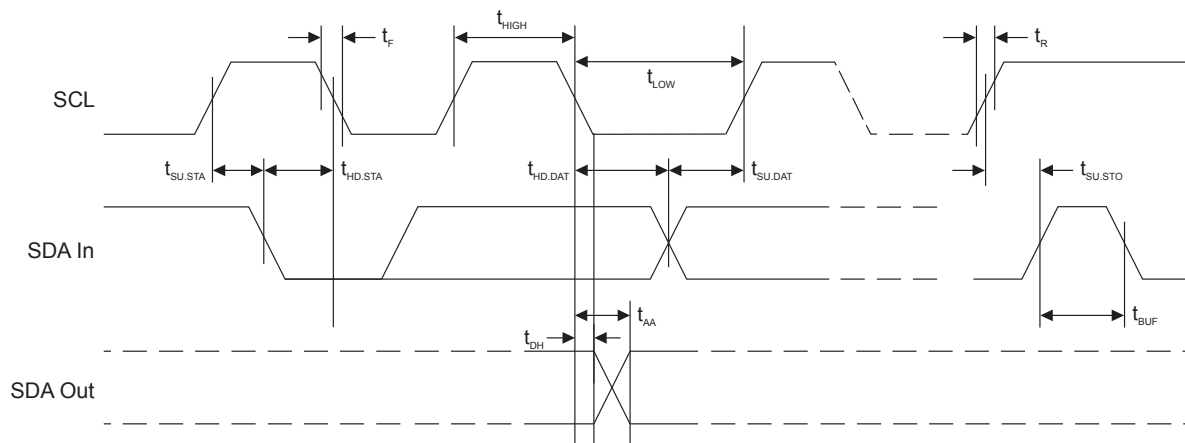 tHIGH
tF
tR
tLOW
SCL
tSU.STA
tHD.STA
tHD.DAT
tSU.DAT
tSU.STO
SDA In
tAA
tBUF
tDH
SDA Out